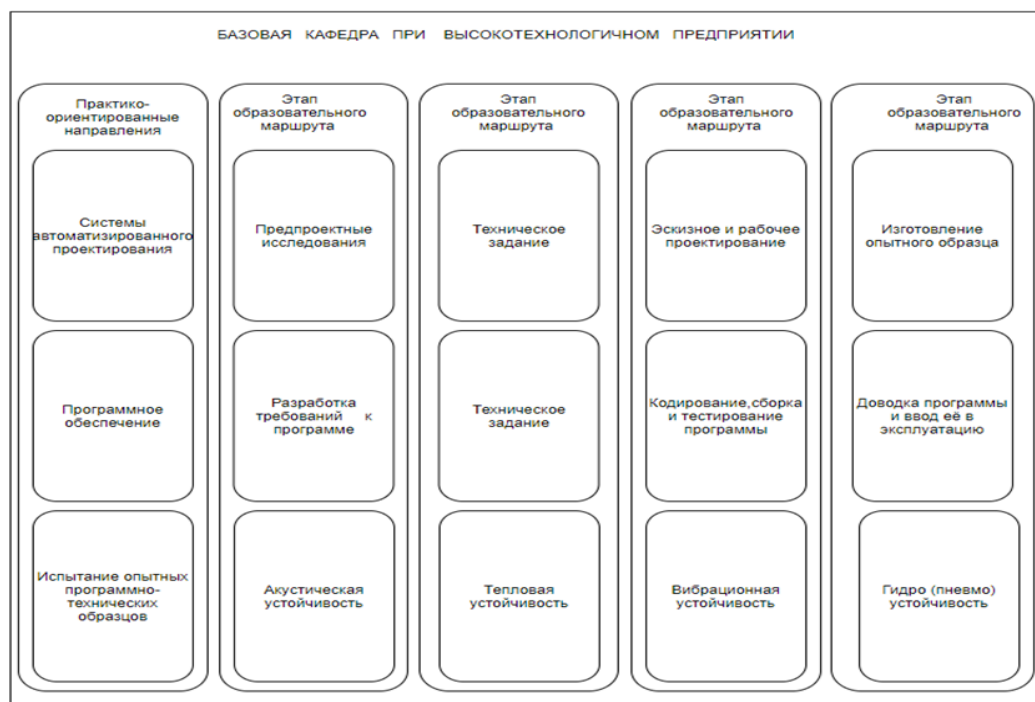 БАЗОВАЯ КАФЕДРА ПРИ ВЫСОКОТЕХНОЛОГИЧНОМ ПРЕДПРИЯТИИ
Практико-
ориентированные
направления
Системы
автоматизированного
проектирования
Программное
обеспечение
Испытание опытных
программно-
технических
образцов
Этап
образовательного
маршрута
Предпроектные
исследования
Разработка
требований к
программе
Акустическая
устойчивость
Этап
образовательного
маршрута
Техническое
задание
Техническое
задание
Тепловая
устойчивость
Этап
образовательного
маршрута
Эскизное и рабочее
проектирование
Кодирование,сборка
и тестирование
программы
Вибрационная
устойчивость
Этап
образовательного
маршрута
Изготовление
опытного образца
Доводка программы
и ввод её в
эксплуатацию
Гидро (пневмо)
устойчивость